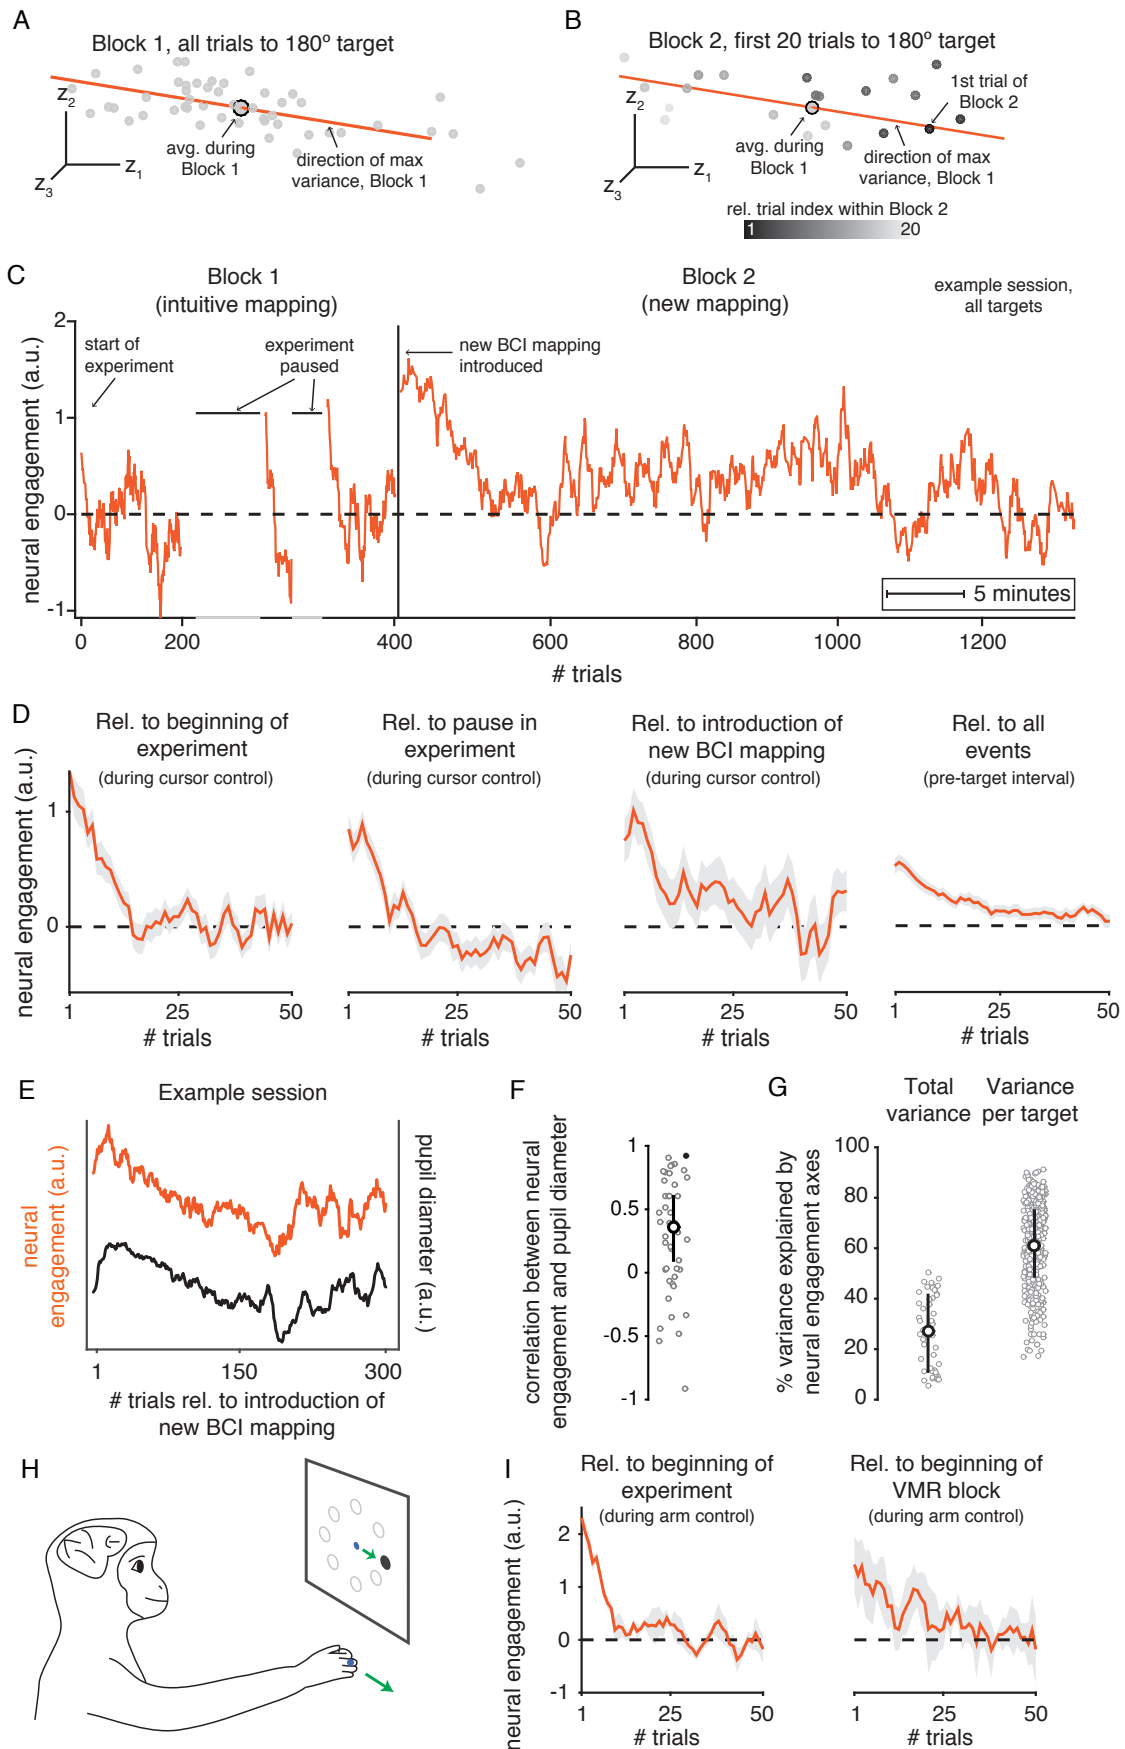 A
Block 1, all trials to 180º target
z2
z1
z3
avg. during
Block 1
direction of max
variance, Block 1
B
Block 2, first 20 trials to 180º target
1st trial of
Block 2
z2
z1
z3
avg. during
Block 1
direction of max
variance, Block 1
rel. trial index within Block 2
1
20
C
Block 1
(intuitive mapping)
Block 2
(new mapping)
example session,
all targets
neural engagement (a.u.)
2
1
0
-1
start of
experiment
experiment
paused
new BCI mapping
introduced
5 minutes
0
200
400
600
800
1000
1200
# trials
D
Rel. to beginning of
experiment
(during cursor control)
Rel. to pause in
experiment
(during cursor control)
Rel. to introduction of
new BCI mapping
(during cursor control)
Rel. to all
events
(pre-target interval)
neural engagement (a.u.)
1
0
1
25
50
# trials
1
25
50
# trials
1
25
50
# trials
1
25
50
# trials
E
Example session
neural
engagement (a.u.)
pupil diameter (a.u.)
1
150
300
# trials rel. to introduction of
new BCI mapping
F
correlation between neural
engagement and pupil diameter
1
0.5
0
-0.5
-1
G
Total
variance
Variance
per target
% variance explained by
neural engagement axes
100
80
60
40
20
0
H
I
Rel. to beginning of
experiment
(during arm control)
Rel. to beginning of
VMR block
(during arm control)
neural engagement (a.u.)
2
1
0
-1
1
25
50
# trials
1
25
50
# trials